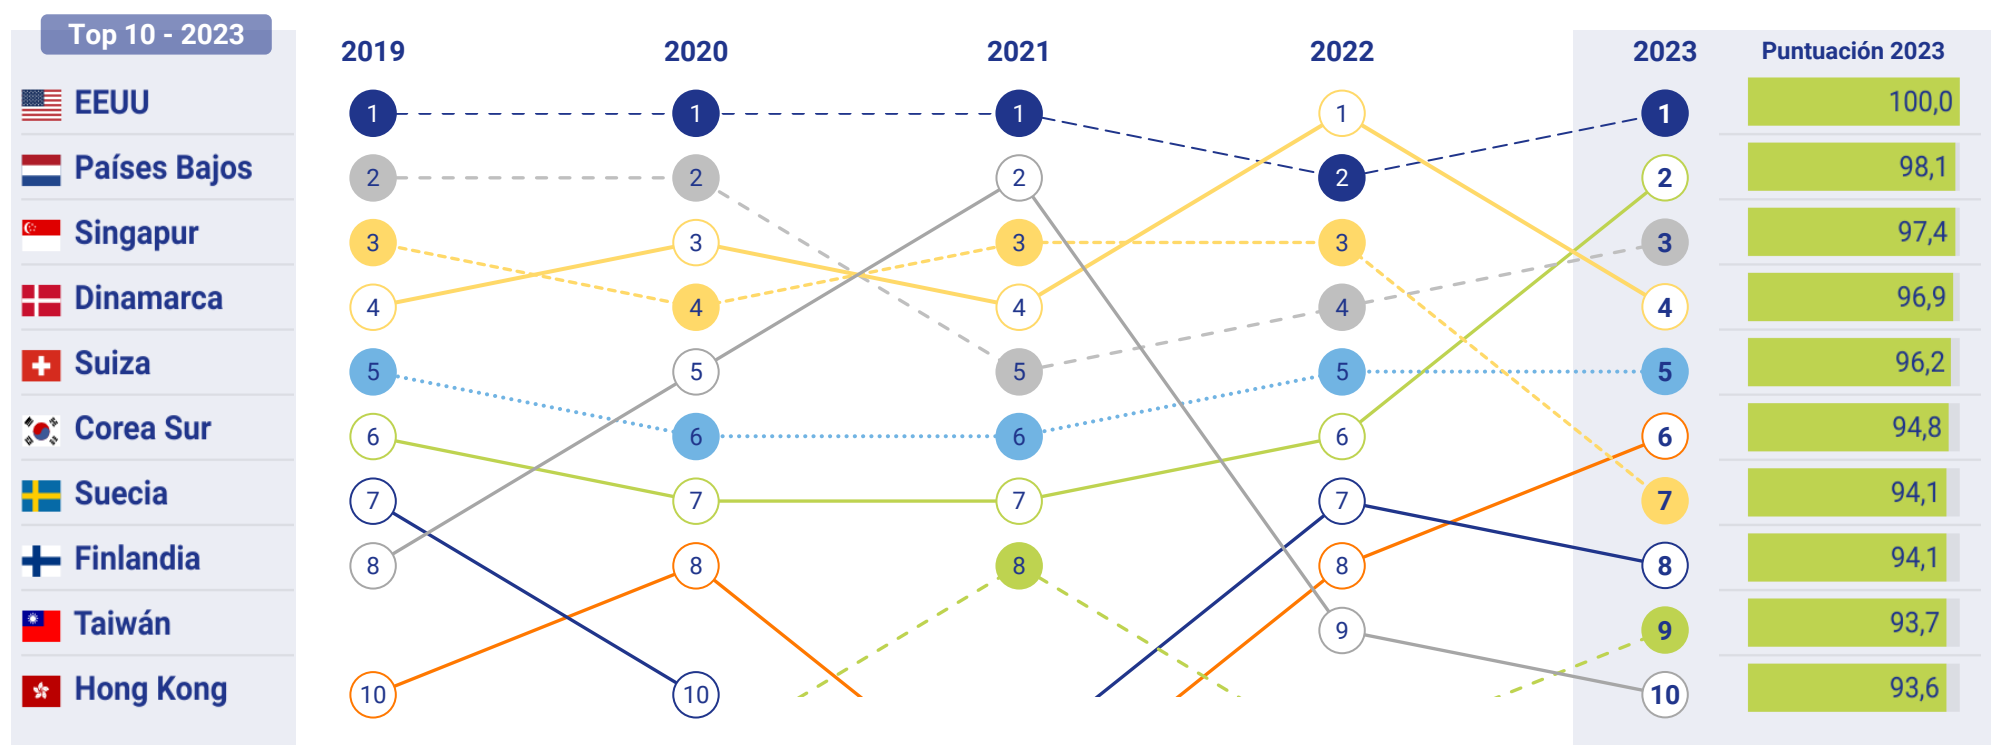 Top 10 - 2023
2019 2020 2021 2022 2023 Puntuación 2023
EEUU 1 1 1 1 1 100,0
Países Bajos 2 2 2 2 2 98,1
Singapur 3 3 3 3 3 97,4
Dinamarca 4 4 4 4 4 96,9
Suiza 5 5 5 5 5 96,2
Corea Sur 6 6 6 6 6 94,8
Suecia 7 7 7 7 7 94,1
Finlandia 8 8 8 8 8 94,1
Taiwán 9 9 93,7
Hong Kong 10 10 10 93,6